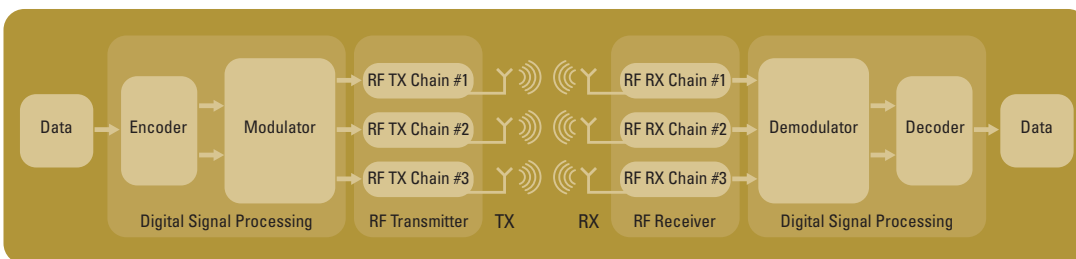 RF TX Chain #1
RF RX Chain #1
Data
Encoder
Modulator
RF TX Chain #2
RF RX Chain #2
Demodulator
Decoder
Data
RF TX Chain #3
RF RX Chain #3
Digital Signal Processing
RF Transmitter
TX
RX
RF Receiver
Digital Signal Processing